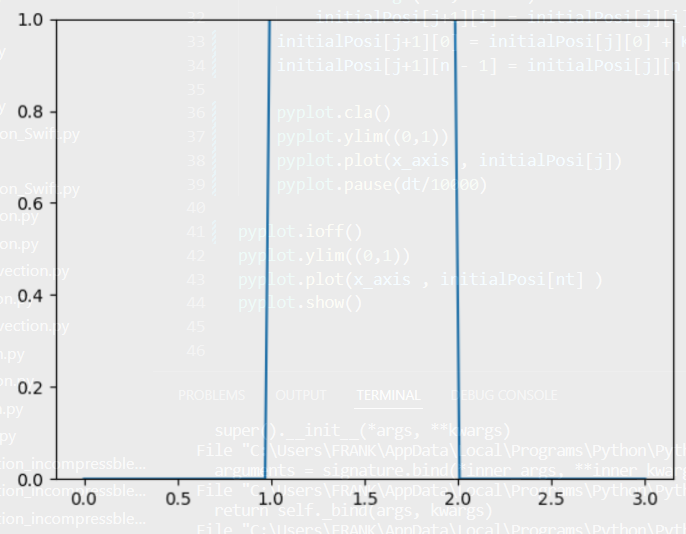 32 initialPosi[j+1][i] = initialPosi[j][i]
33 initialPosi[j+1][0] = initialPosi[j][0] +
34 initialPosi[j+1][n - 1] = initialPosi[j][n
35
36 pyplot.cla()
37 pyplot.ylim((0,1))
38 pyplot.plot(x_axis , initialPosi[j])
39 pyplot.pause(dt/10000)
40
41 pyplot.ioff()
42 pyplot.ylim((0,1))
43 pyplot.plot(x_axis , initialPosi[nt] )
44 pyplot.show()
45
46
1.0
0.8
0.6
0.4
0.2
0.0
0.0 0.5 1.0 1.5 2.0 2.5 3.0
y
py
on_Swift.py
on_Swift.py
on.py
on.py
vection.py
n.py
vection.py
n.py
on.py
.py
py
tion_incompressble...
tion_incompressble...
tion_incompressble...
PROBLEMS OUTPUT TERMINAL DEBUG CONSOLE
super().__init__(*args, **kwargs)
File "C:\Users\FRANK\AppData\Local\Programs\Python\Pyt
arguments = signature.bind(*inner_args, **inner_kwar
File "C:\Users\FRANK\AppData\Local\Programs\Python\Pyt
return self._bind(args, kwargs)
File "C:\Users\FRANK\AppData\Local\Programs\Python\Pyt